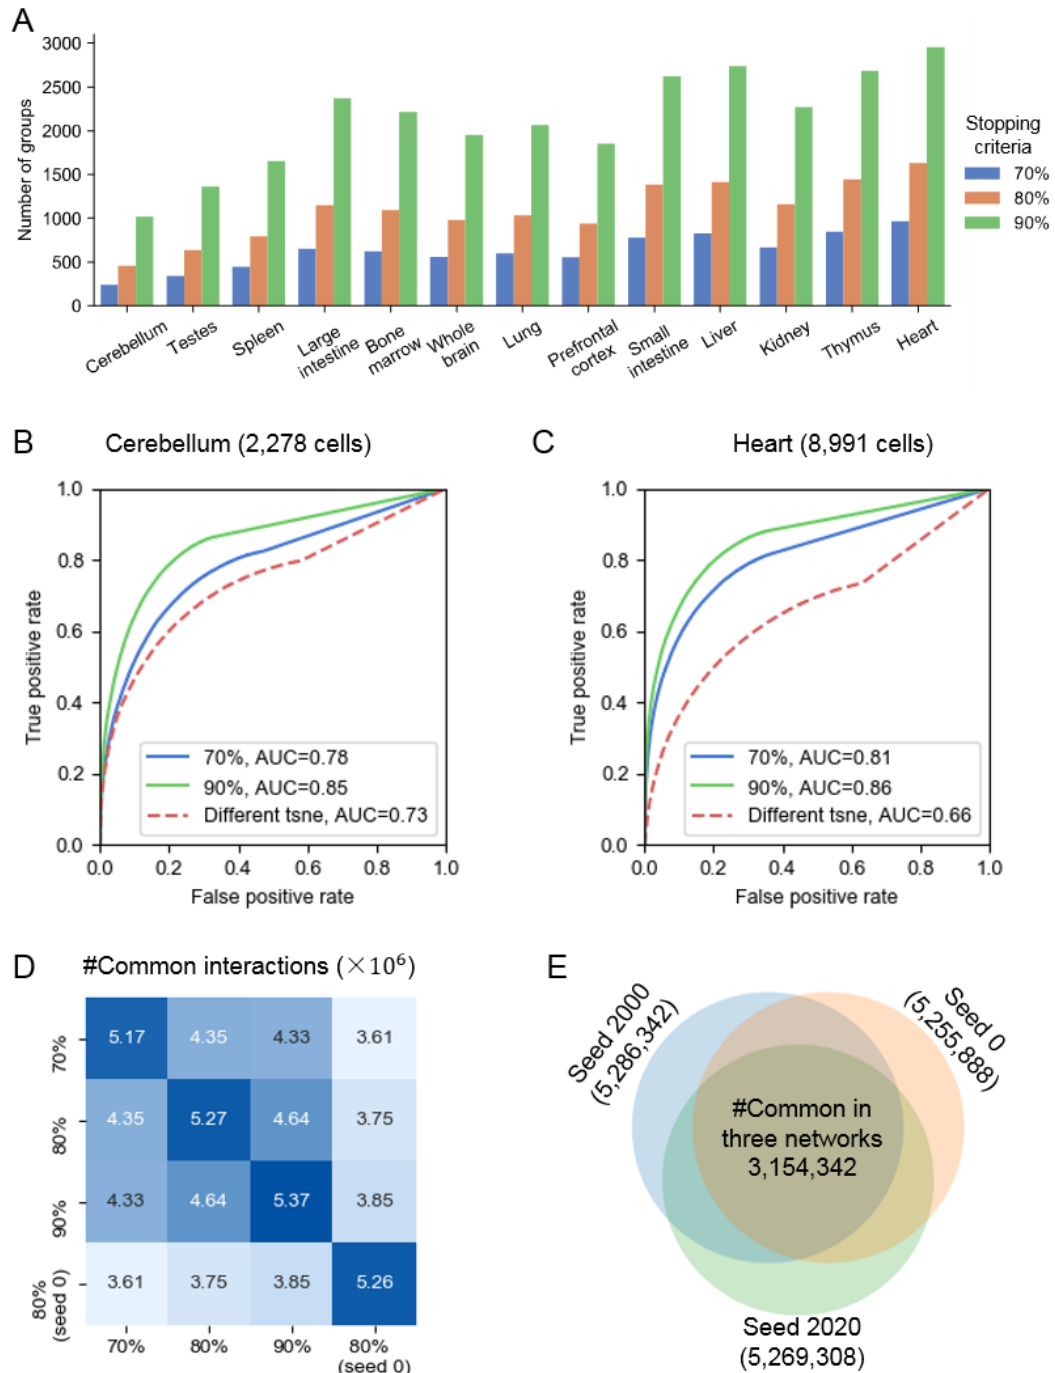 A
3000
2500
2000
1500
1000
500
0
Number of groups
Cerebellum
Testes
Spleen
Large
intestine
Bone
marrow
Whole
brain
Lung
Prefrontal
cortex
Small
intestine
Liver
Kidney
Thymus
Heart
Stopping
criteria
70%
80%
90%
B
Cerebellum (2,278 cells)
1.0
0.8
0.6
0.4
0.2
0.0
True positive rate
70%, AUC=0.78
90%, AUC=0.85
Different tsne, AUC=0.73
0.0 0.2 0.4 0.6 0.8 1.0
False positive rate
C
Heart (8,991 cells)
1.0
0.8
0.6
0.4
0.2
0.0
True positive rate
70%, AUC=0.81
90%, AUC=0.86
Different tsne, AUC=0.66
0.0 0.2 0.4 0.6 0.8 1.0
False positive rate
D
#Common interactions (×10⁶)
70%
5.17 4.35 4.33 3.61
80%
4.35 5.27 4.64 3.75
90%
4.33 4.64 5.37 3.85
80%
(seed 0)
3.61 3.75 3.85 5.26
70% 80% 90% 80%
(seed 0)
E
Seed 2000
(5,286,342)
Seed 0
(5,255,888)
#Common in
three networks
3,154,342
Seed 2020
(5,269,308)